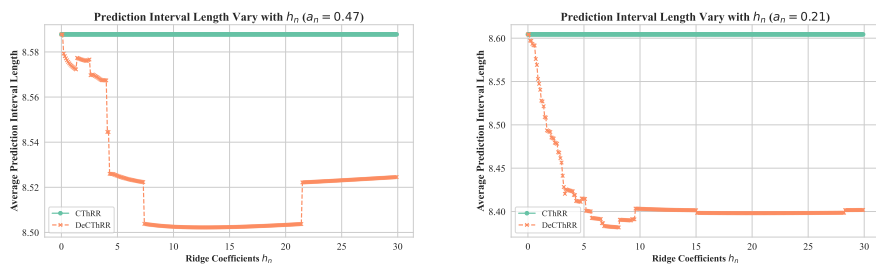 Prediction Interval Length Vary with h_n (a_n = 0.47)
Average Prediction Interval Length
8.58
8.56
8.54
8.52
8.50
CThRR
DeCThRR
0 5 10 15 20 25 30
Ridge Coefficients h_n
Prediction Interval Length Vary with h_n (a_n = 0.21)
Average Prediction Interval Length
8.60
8.55
8.50
8.45
8.40
CThRR
DeCThRR
0 5 10 15 20 25 30
Ridge Coefficients h_n